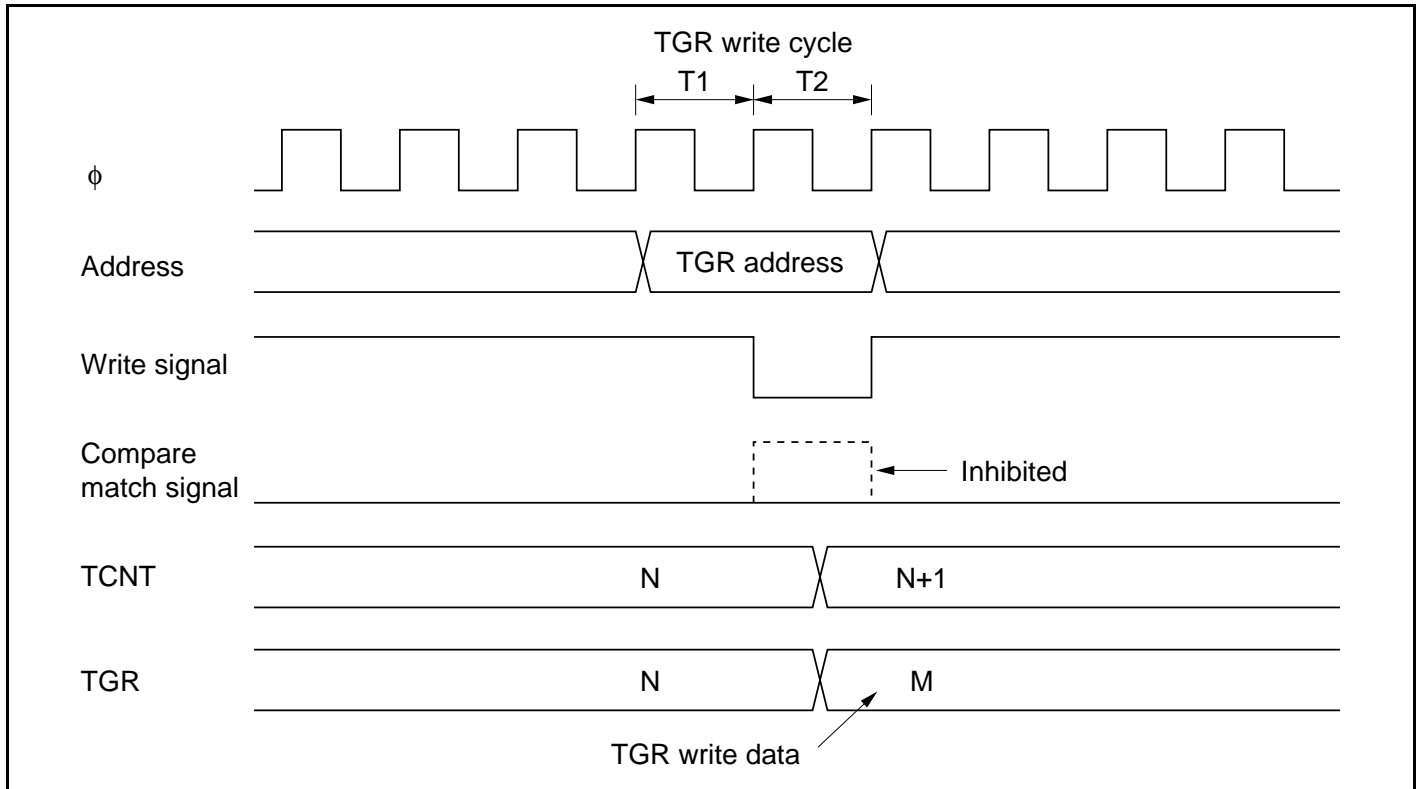 TGR write cycle
T1 T2
ϕ
Address TGR address
Write signal
Compare
match signal
Inhibited
TCNT N N+1
TGR N M
TGR write data